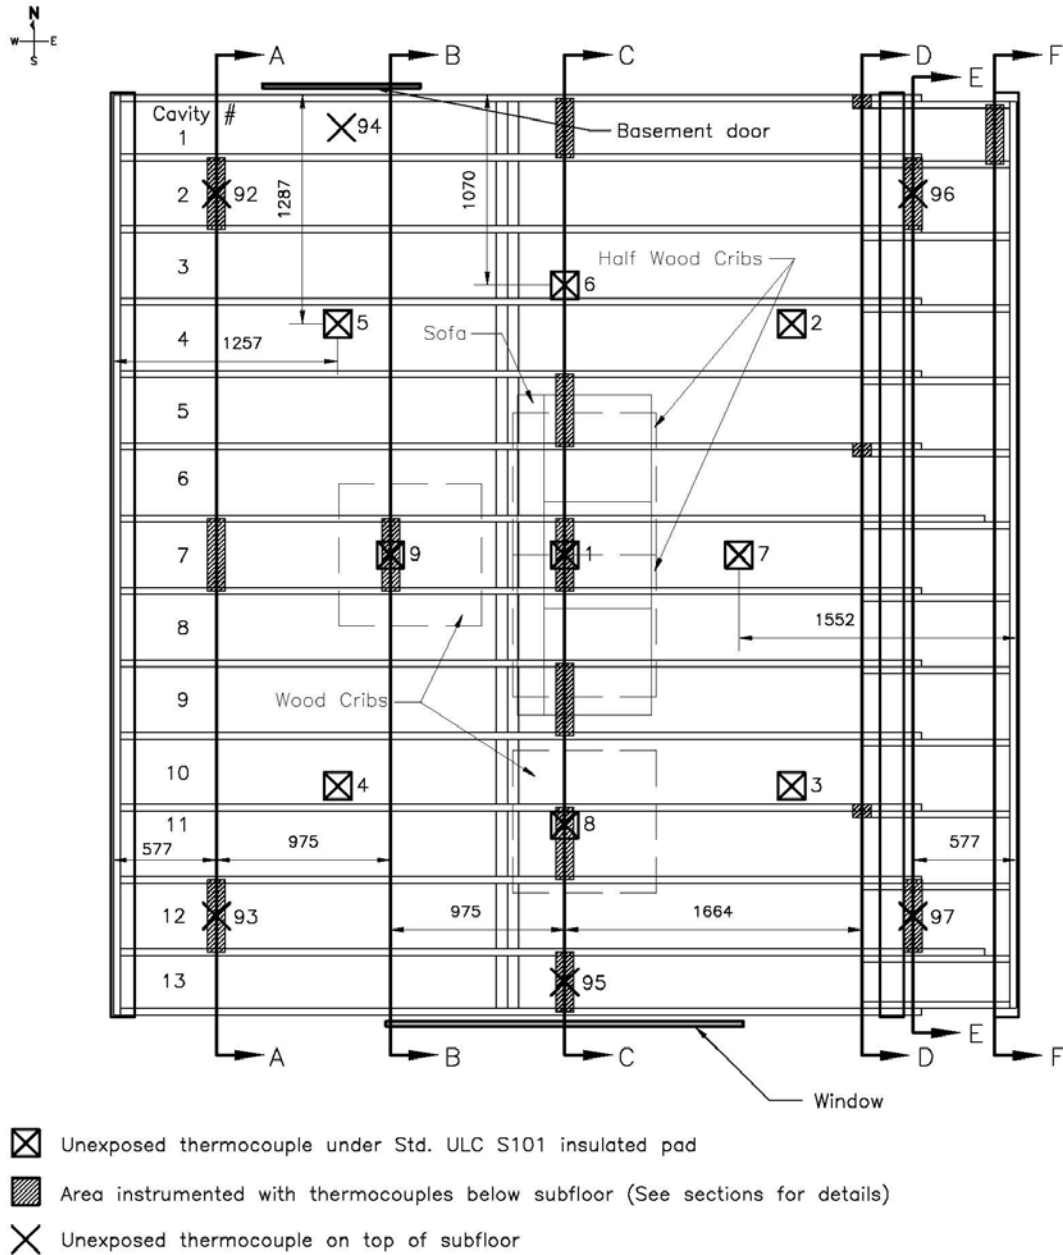 N
W E
S
A B C D E F
Cavity #
1 94 Basement door
2 92 1287 1070 96
3 Half Wood Cribs
6
5 Sofa 2
4 1257
5
6
7 9 1 7
8 1552
9 Wood Cribs
10 4 3
11 8
577 975 577
12 93 975 1664 97
13 95
A B C D E F
Window
Unexposed thermocouple under Std. ULC S101 insulated pad
Area instrumented with thermocouples below subfloor (See sections for details)
Unexposed thermocouple on top of subfloor